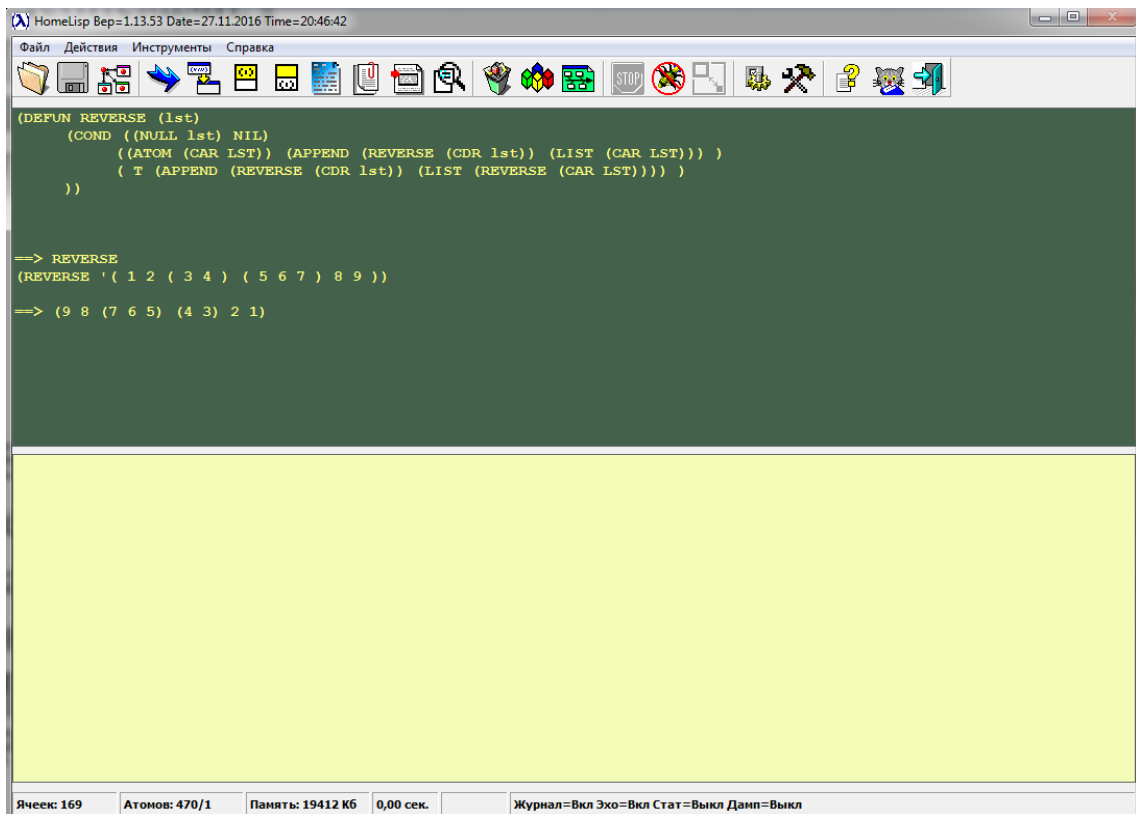 (λ) HomeLisp Вер=1.13.53 Date=27.11.2016 Time=20:46:42
Файл Действия Инструменты Справка
STOP
(DEFUN REVERSE (lst)
(COND ((NULL lst) NIL)
((ATOM (CAR LST)) (APPEND (REVERSE (CDR lst)) (LIST (CAR LST))) )
( T (APPEND (REVERSE (CDR lst)) (LIST (REVERSE (CAR LST)))) )
))
==> REVERSE
(REVERSE '( 1 2 ( 3 4 ) ( 5 6 7 ) 8 9 ))
==> (9 8 (7 6 5) (4 3) 2 1)
Ячеек: 169 Атомов: 470/1 Память: 19412 Кб 0,00 сек. Журнал=Вкл Эхо=Вкл Стат=Выкл Дамп=Выкл